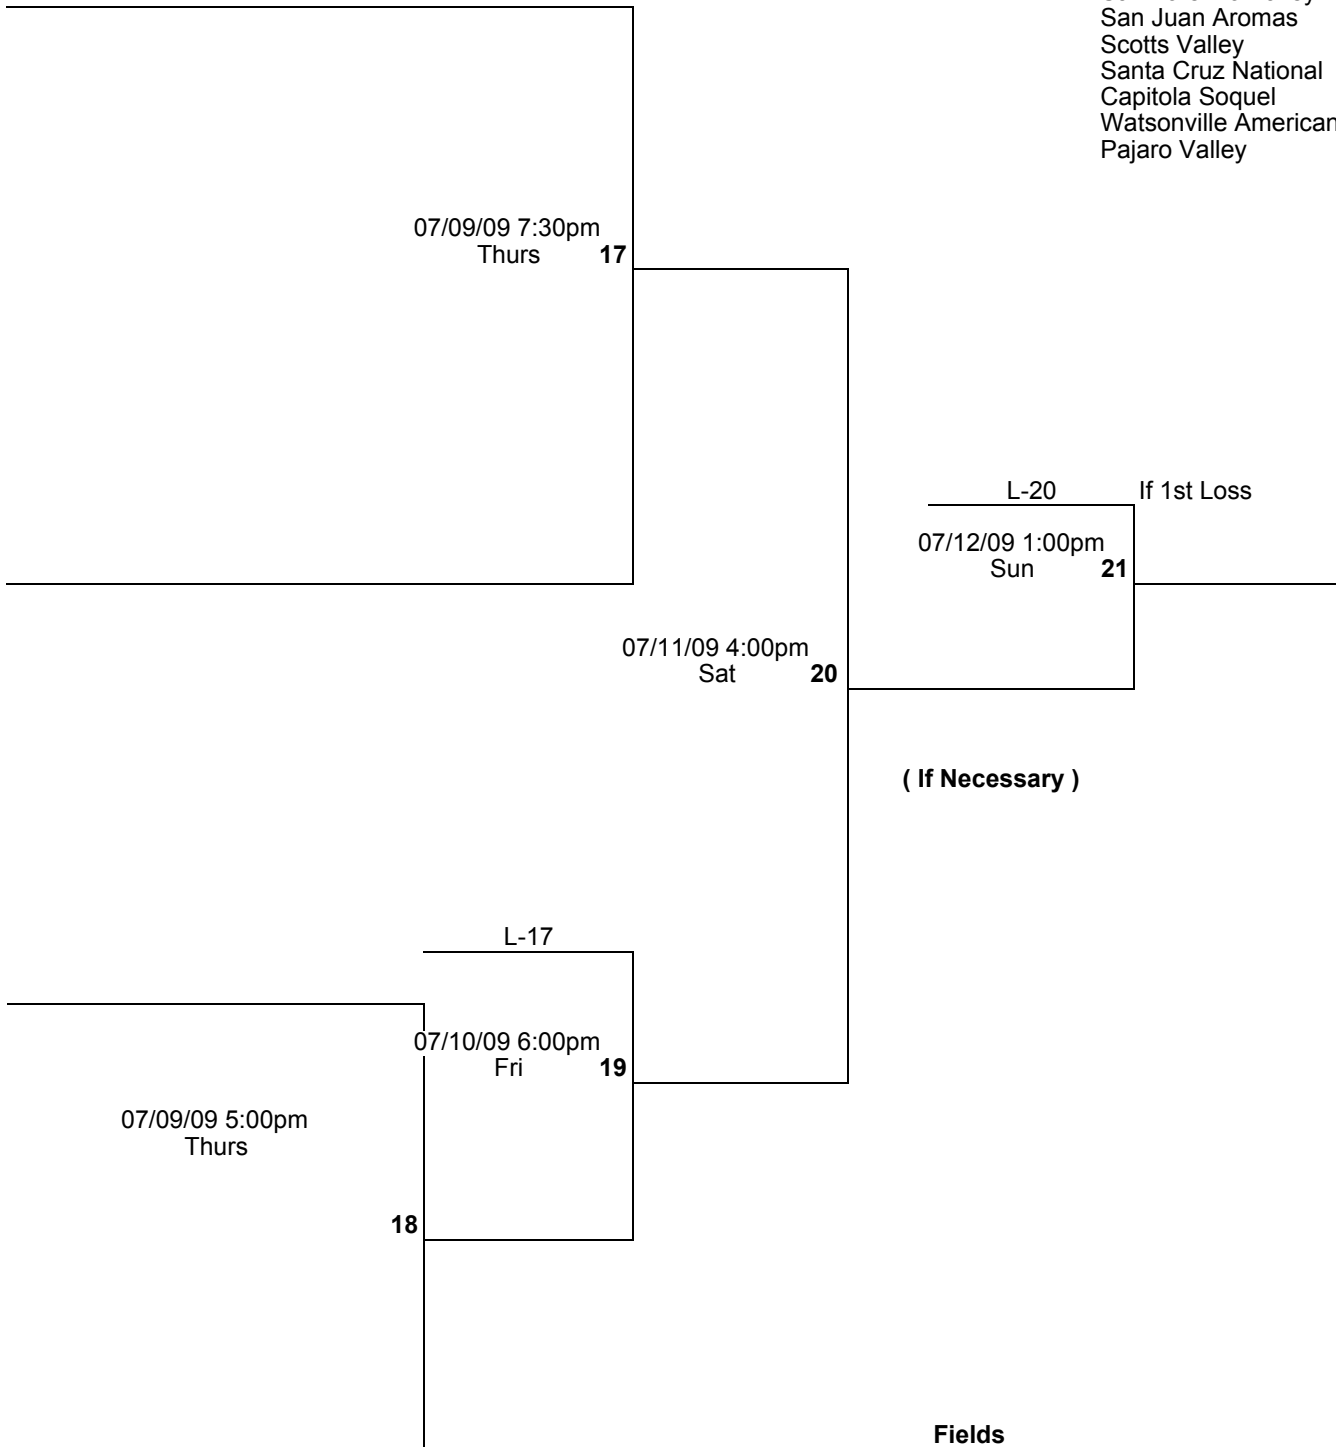 San Juan Aromas
Scotts Valley
Santa Cruz National
Capitola Soquel
Watsonville American
Pajaro Valley
07/09/09 7:30pm
Thurs 17
L-20 If 1st Loss
07/12/09 1:00pm
Sun 21
07/11/09 4:00pm
Sat 20
( If Necessary )
L-17
07/10/09 6:00pm
Fri 19
07/09/09 5:00pm
Thurs
18
Fields